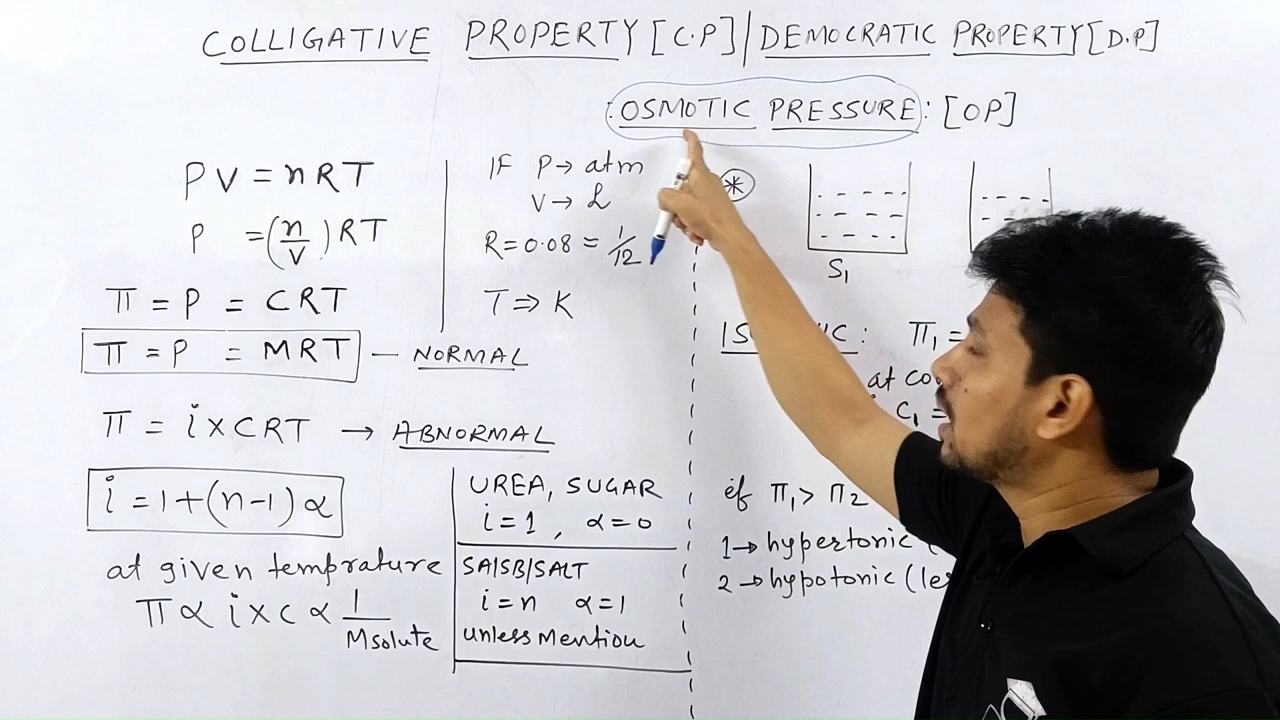 COLLIGATIVE PROPERTY [C.P] / DEMOCRATIC PROPERTY [D.P]
: OSMOTIC PRESSURE : [OP]
PV = nRT
P = (n/V) RT
π = P = CRT
π = P = MRT — NORMAL
π = i × CRT → ABNORMAL
i = 1 + (n-1) α
at given temprature
π ∝ i × c ∝ 1/Msolute
IF P → atm
V → L
R = 0.08 = 1/12
T ⇒ K
UREA, SUGAR
i = 1 , α = 0
SA/SB/SALT
i = n α = 1
unless mention
*
S1
π1 =
at
C1 =
if π1 > π2
1 → hypertonic (
2 → hypotonic (